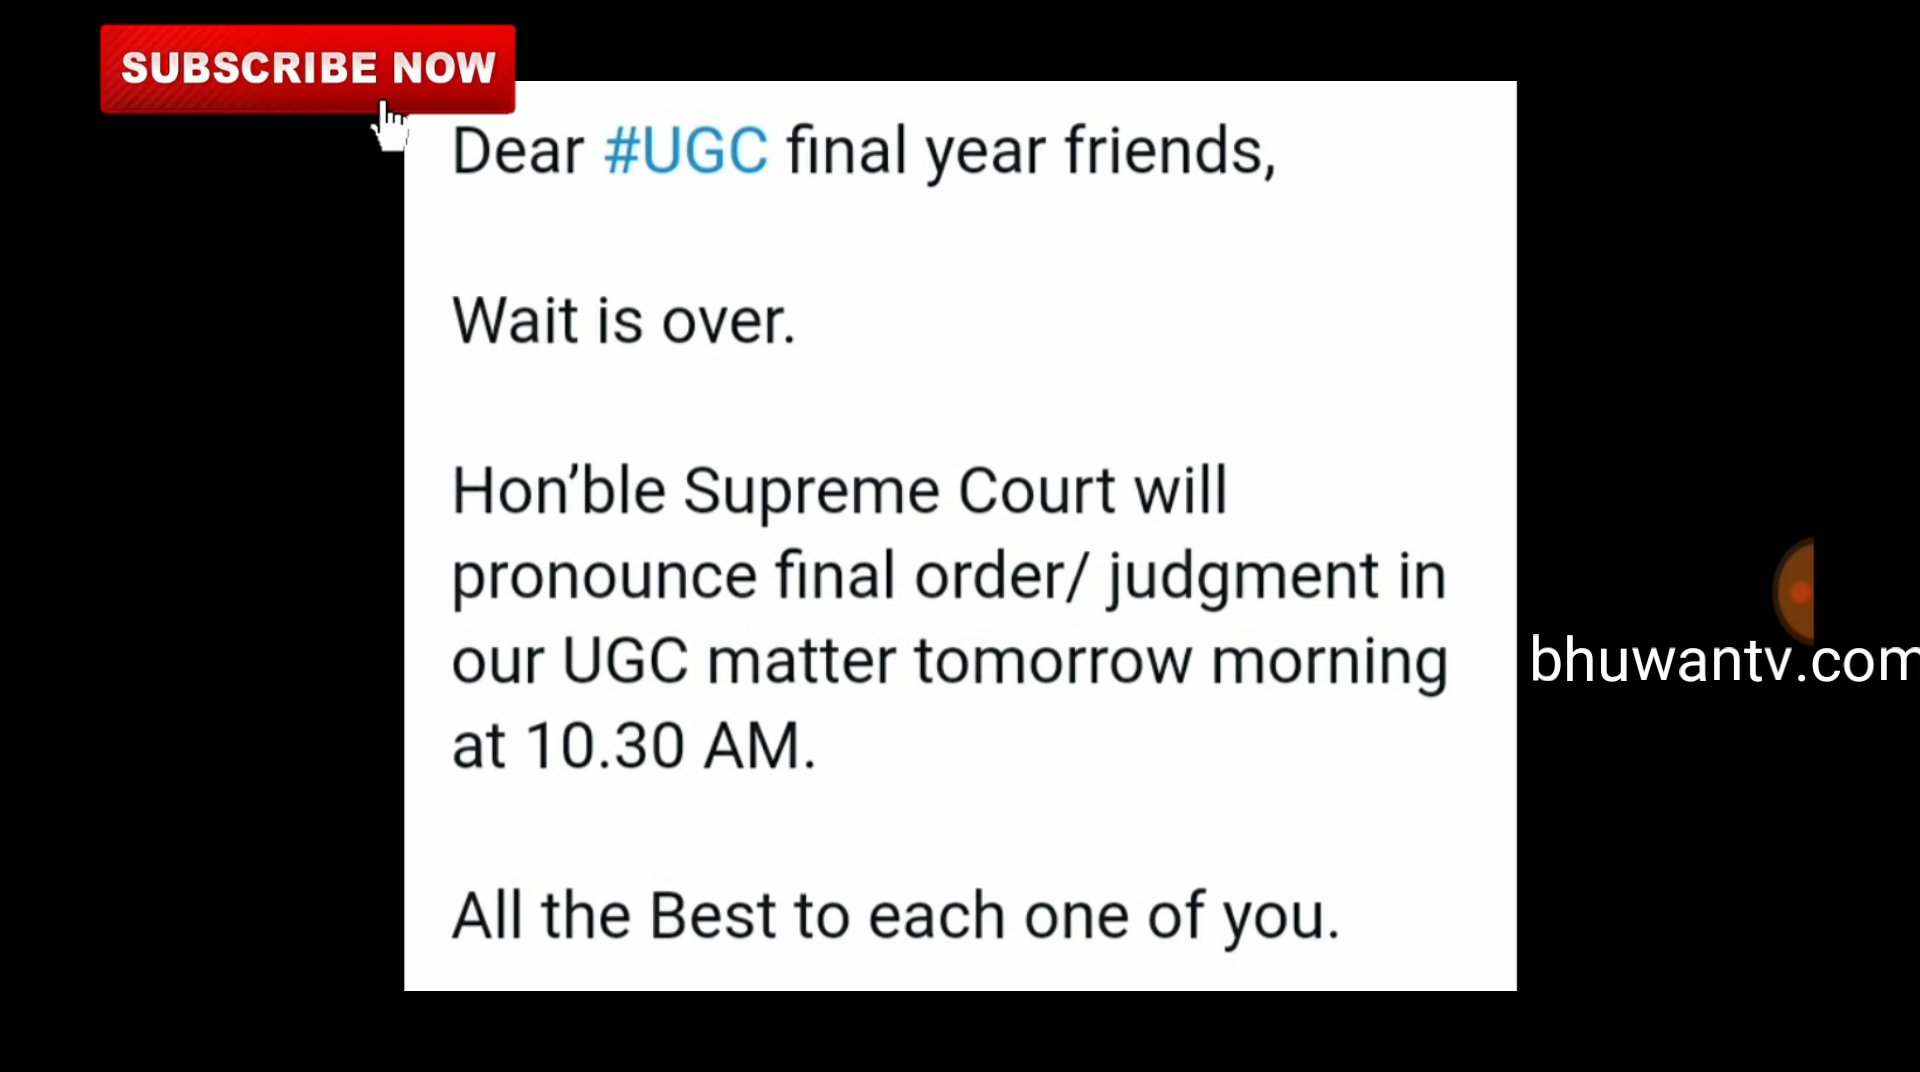 SUBSCRIBE NOW
Dear #UGC final year friends,
Wait is over.
Hon’ble Supreme Court will
pronounce final order/ judgment in
our UGC matter tomorrow morning
at 10.30 AM.
All the Best to each one of you.
bhuwantv.com